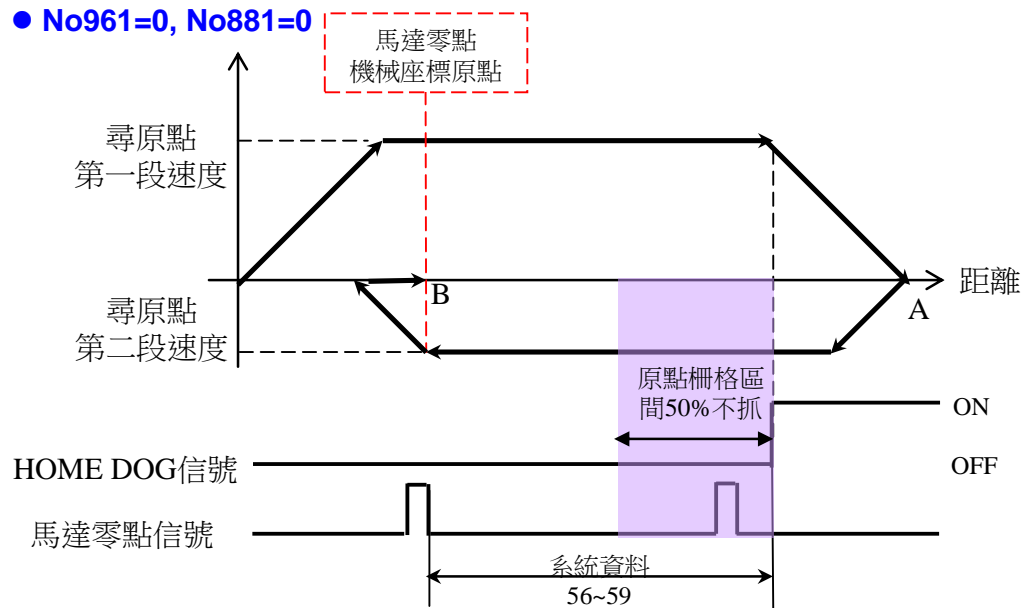 ● No961=0, No881=0
馬達零點
機械座標原點
尋原點
第一段速度
距離
B
A
尋原點
第二段速度
原點柵格區
間50%不抓
ON
HOME DOG信號
OFF
馬達零點信號
系統資料
56~59